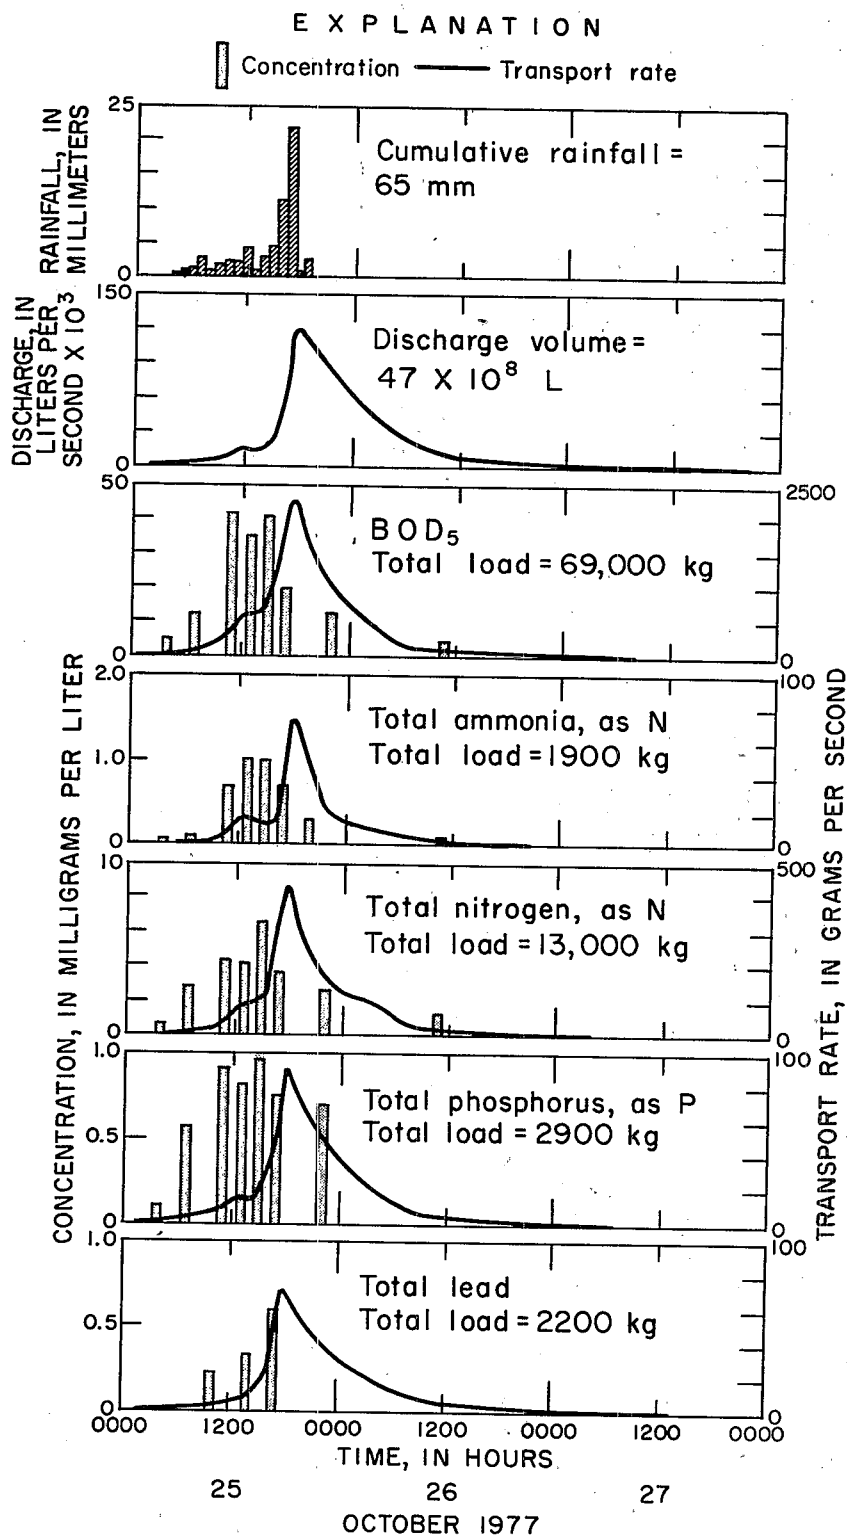 EXPLANATION
Concentration Transport rate
RAINFALL, IN
MILLIMETERS
25
0
Cumulative rainfall =
65 mm
DISCHARGE, IN
LITERS PER
SECOND X 10³
150
0
Discharge volume =
47 X 10⁸ L
50
0
2500
0
BOD₅
Total load = 69,000 kg
CONCENTRATION, IN MILLIGRAMS PER LITER
TRANSPORT RATE, IN GRAMS PER SECOND
2.0
1.0
0
100
0
Total ammonia, as N
Total load = 1900 kg
10
0
500
0
Total nitrogen, as N
Total load = 13,000 kg
1.0
0.5
0
100
0
Total phosphorus, as P
Total load = 2900 kg
1.0
0.5
0
100
0
Total lead
Total load = 2200 kg
0000 1200 0000 1200 0000 1200 0000
TIME, IN HOURS
25 26 27
OCTOBER 1977